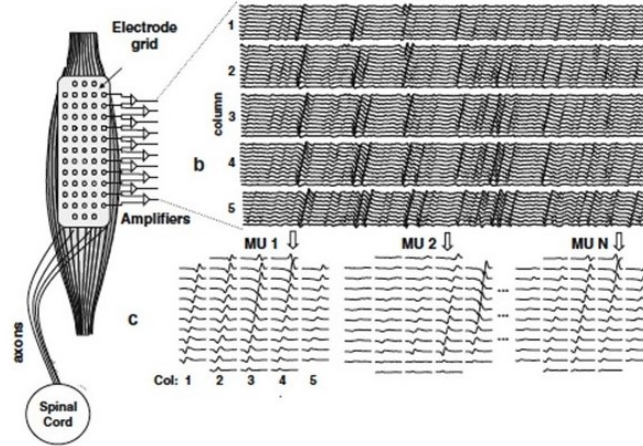 Electrode
grid
Amplifiers
axons
Spinal
Cord
b
column
1
2
3
4
5
MU 1
MU 2
MU N
c
...
...
Col: 1 2 3 4 5